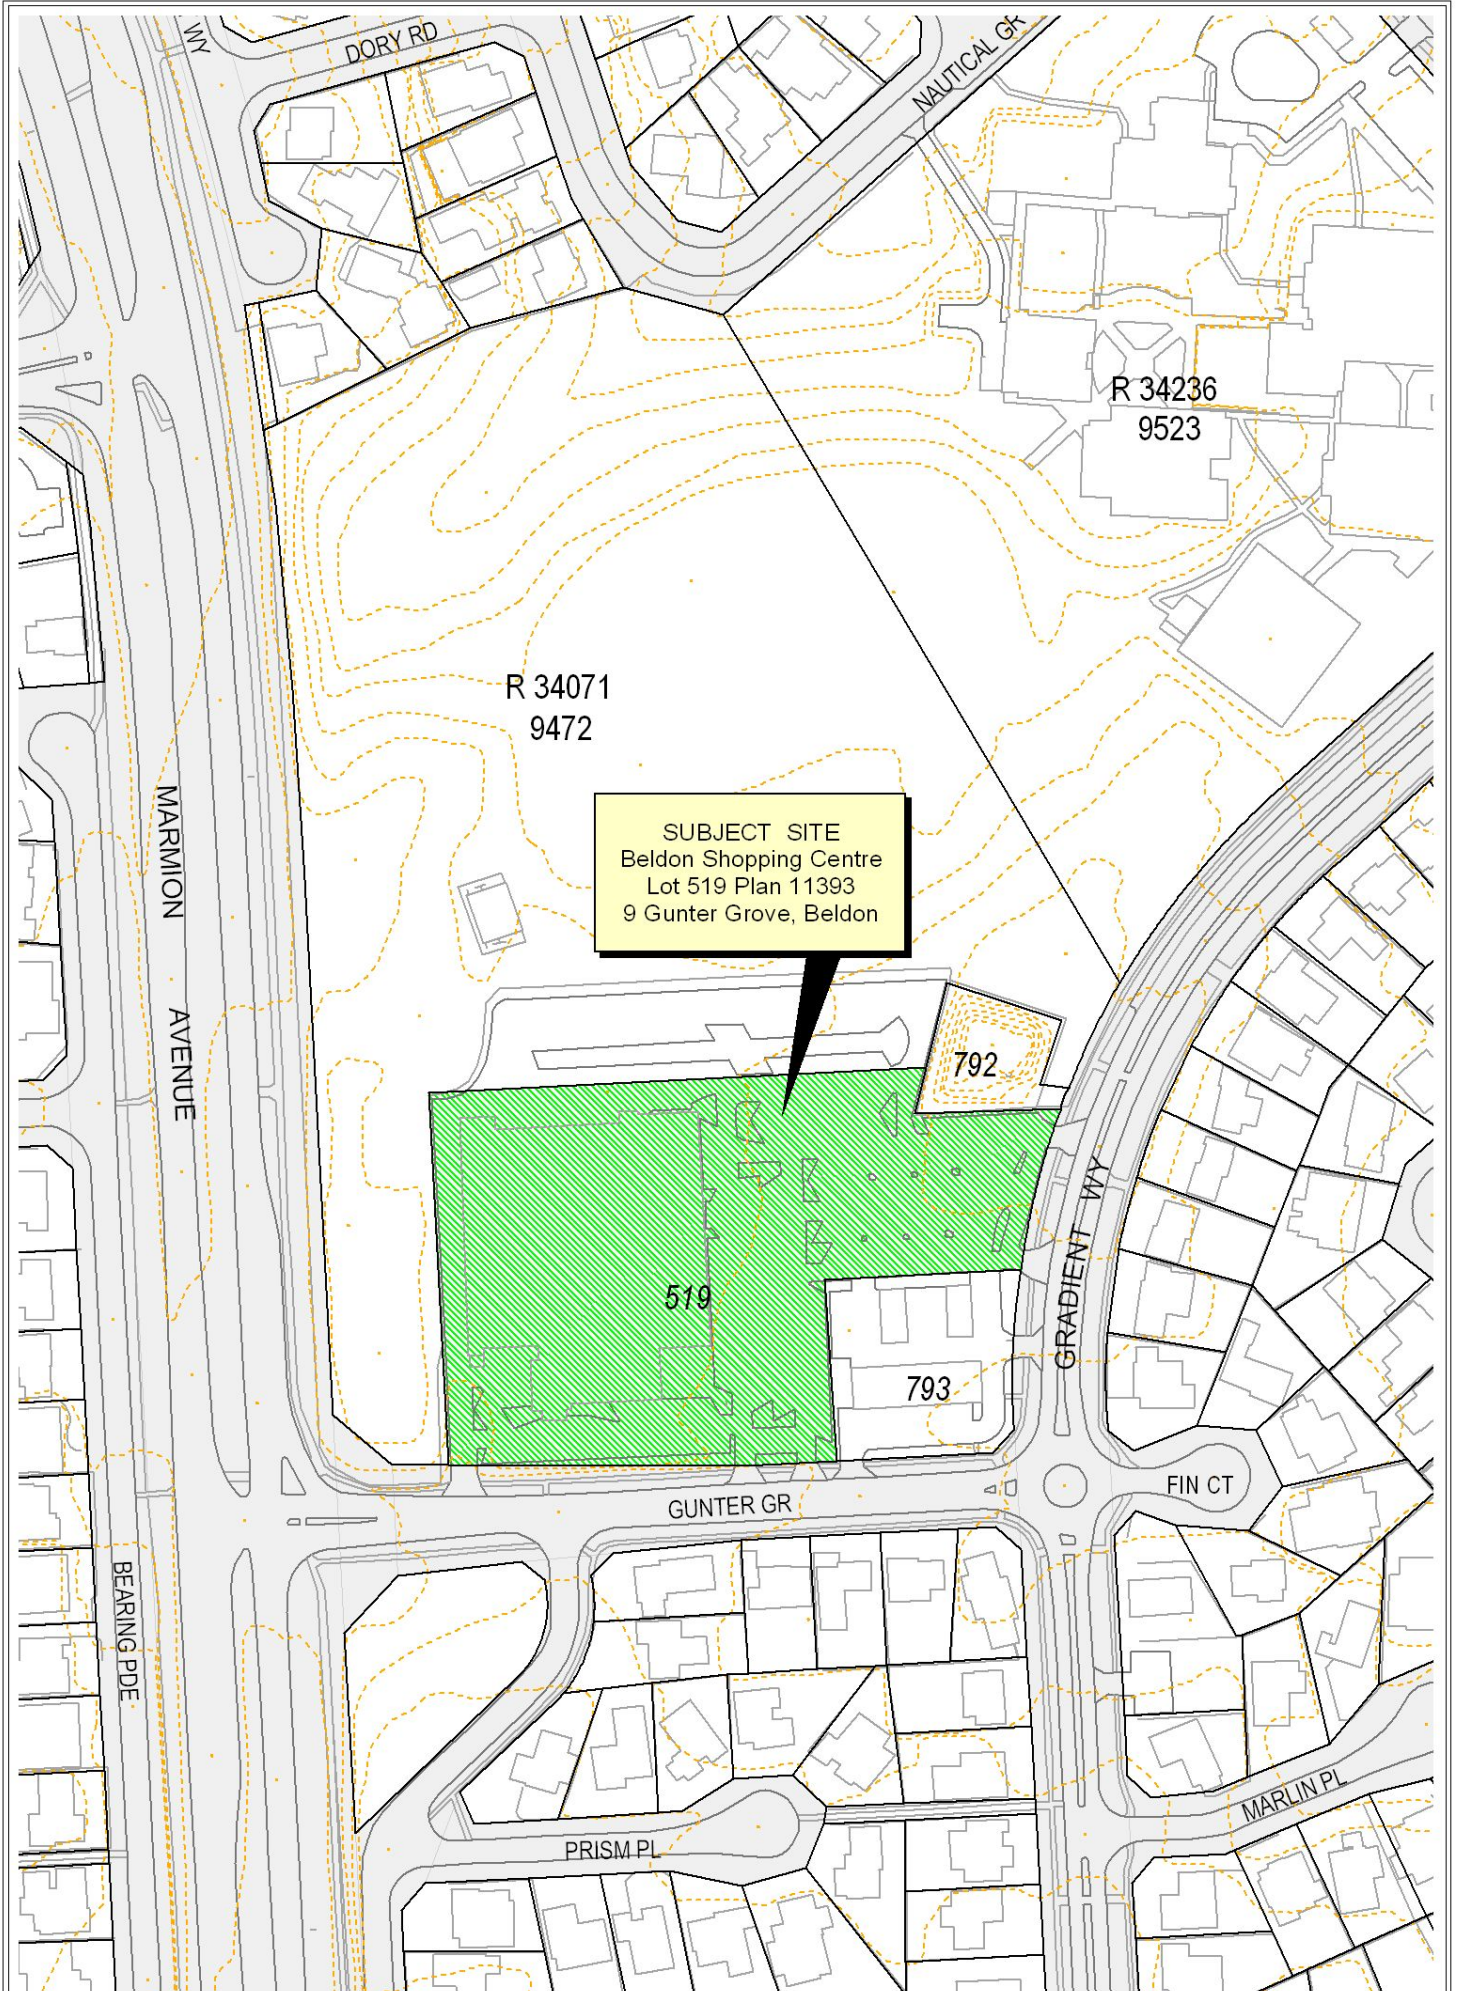 WY
DORY RD
NAUTICAL GR
R 34236
9523
R 34071
9472
SUBJECT SITE
Beldon Shopping Centre
Lot 519 Plan 11393
9 Gunter Grove, Beldon
MARMION AVENUE
792
519
793
GRADIENT WY
GUNTER GR
FIN CT
BEARING PDE
PRISM PL
MARLIN PL